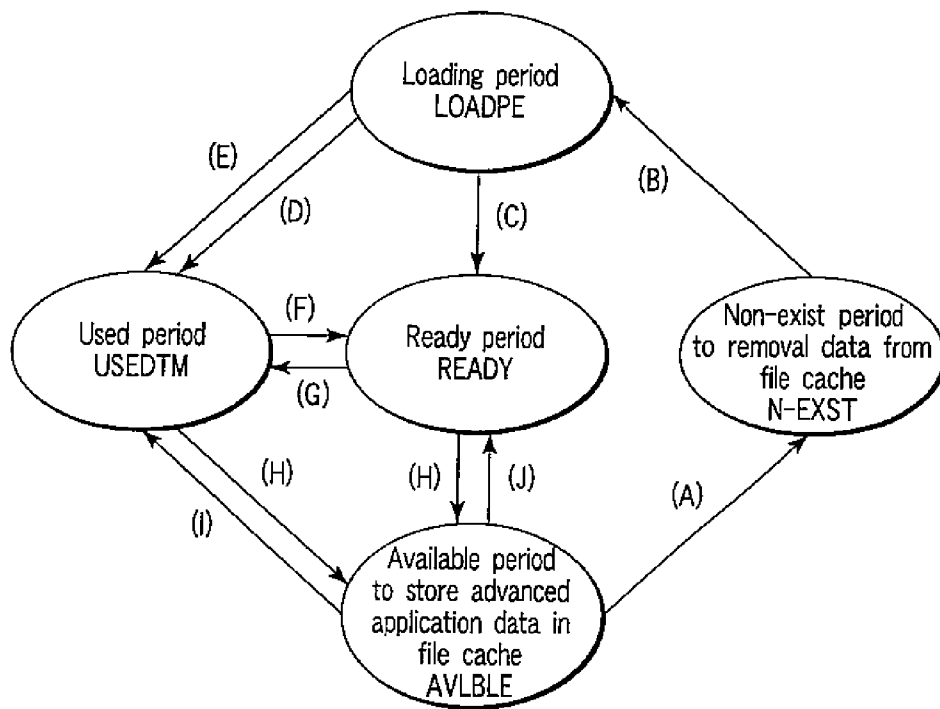 Loading period
LOADPE
(E)
(D)
(C)
(B)
Used period
USEDTM
(F)
(G)
Ready period
READY
Non-exist period
to removal data from
file cache
N-EXST
(H)
(I)
(H)
(J)
(A)
Available period
to store advanced
application data in
file cache
AVLBLE